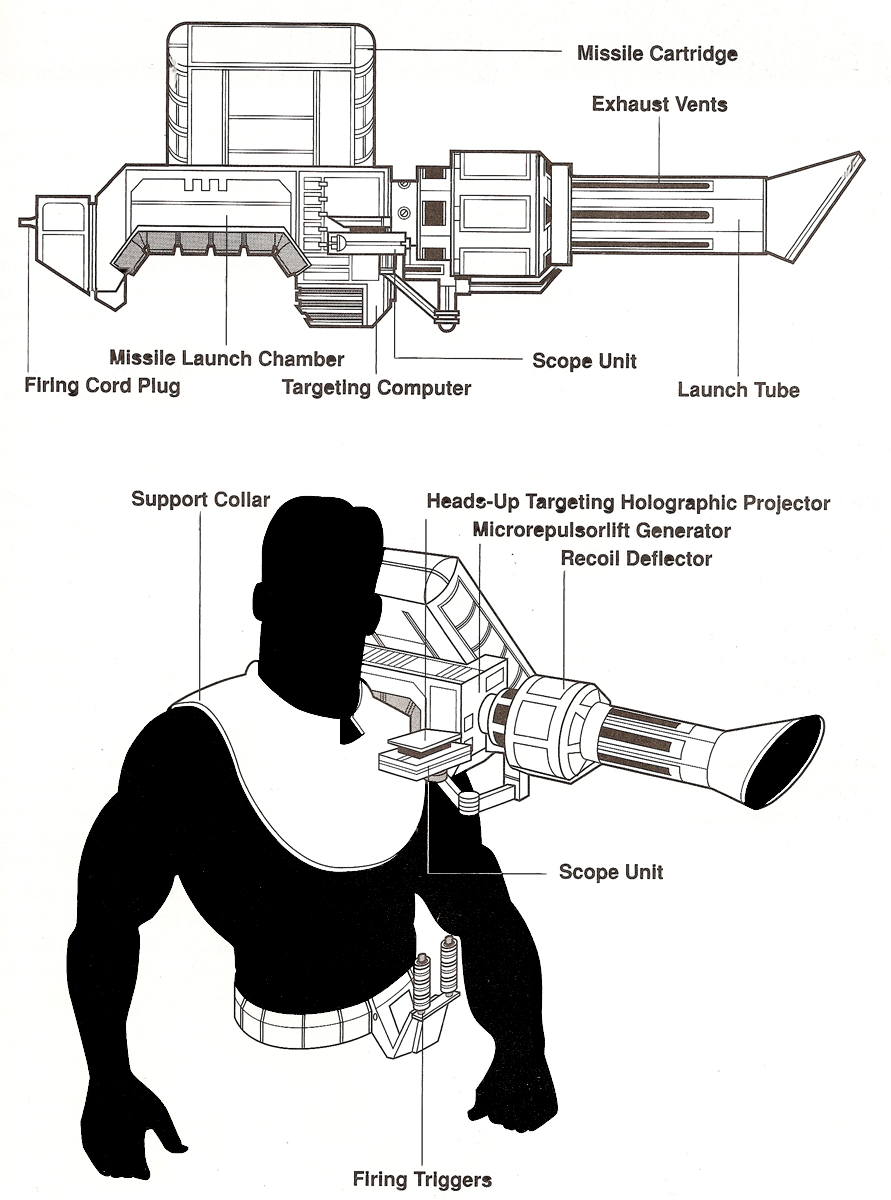 Missile Cartridge
Exhaust Vents
Missile Launch Chamber
Scope Unit
Firing Cord Plug
Targeting Computer
Launch Tube
Support Collar
Heads-Up Targeting Holographic Projector
Microrepulsorlift Generator
Recoil Deflector
Scope Unit
Firing Triggers